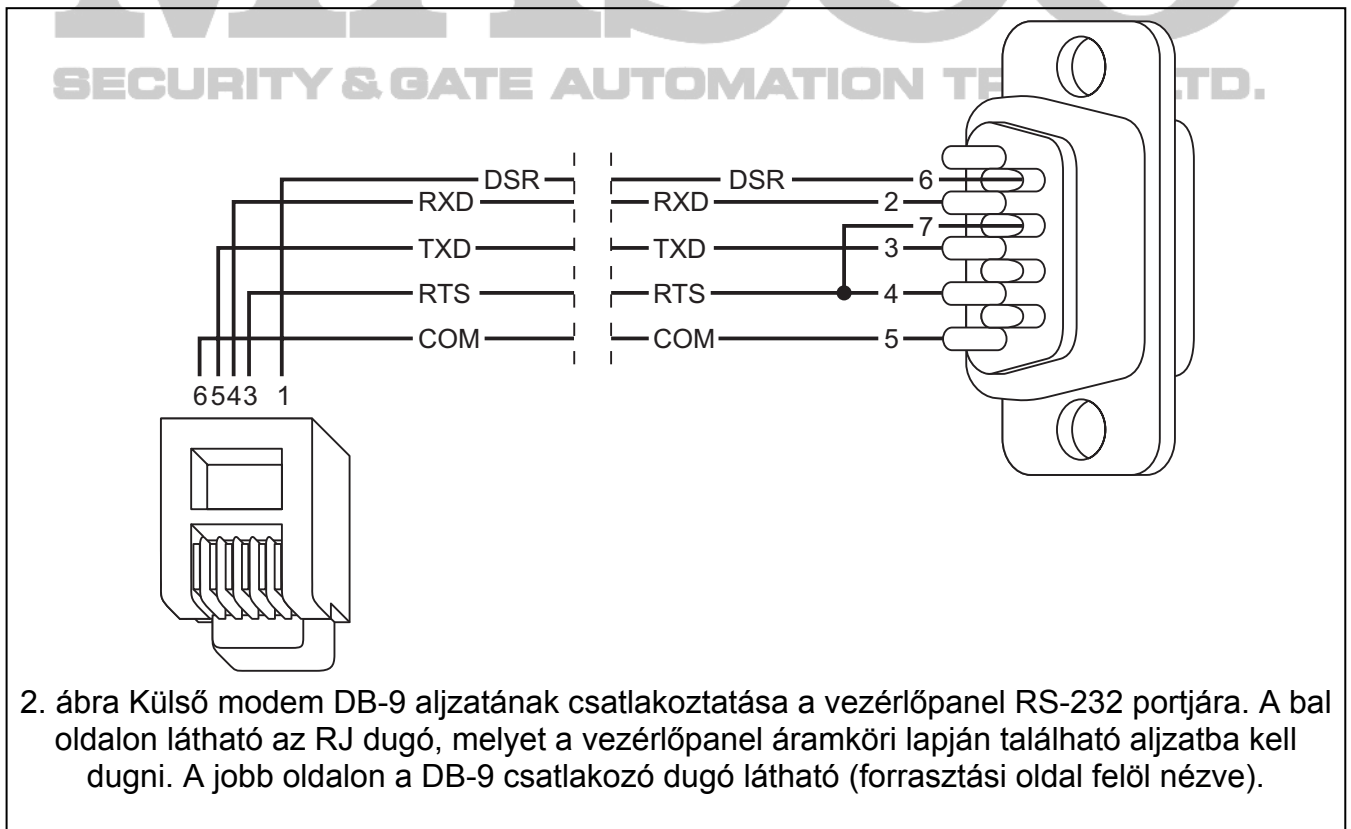 SECURITY & GATE AUTOMATION LTD.
DSR DSR 6
RXD RXD 2
7
TXD TXD 3
RTS RTS 4
COM COM 5
6543 1
2. ábra Külső modem DB-9 aljzatának csatlakoztatása a vezérlőpanel RS-232 portjára. A bal
oldalon látható az RJ dugó, melyet a vezérlőpanel áramköri lapján található aljzatba kell
dugni. A jobb oldalon a DB-9 csatlakozó dugó látható (forrasztási oldal felöl nézve).